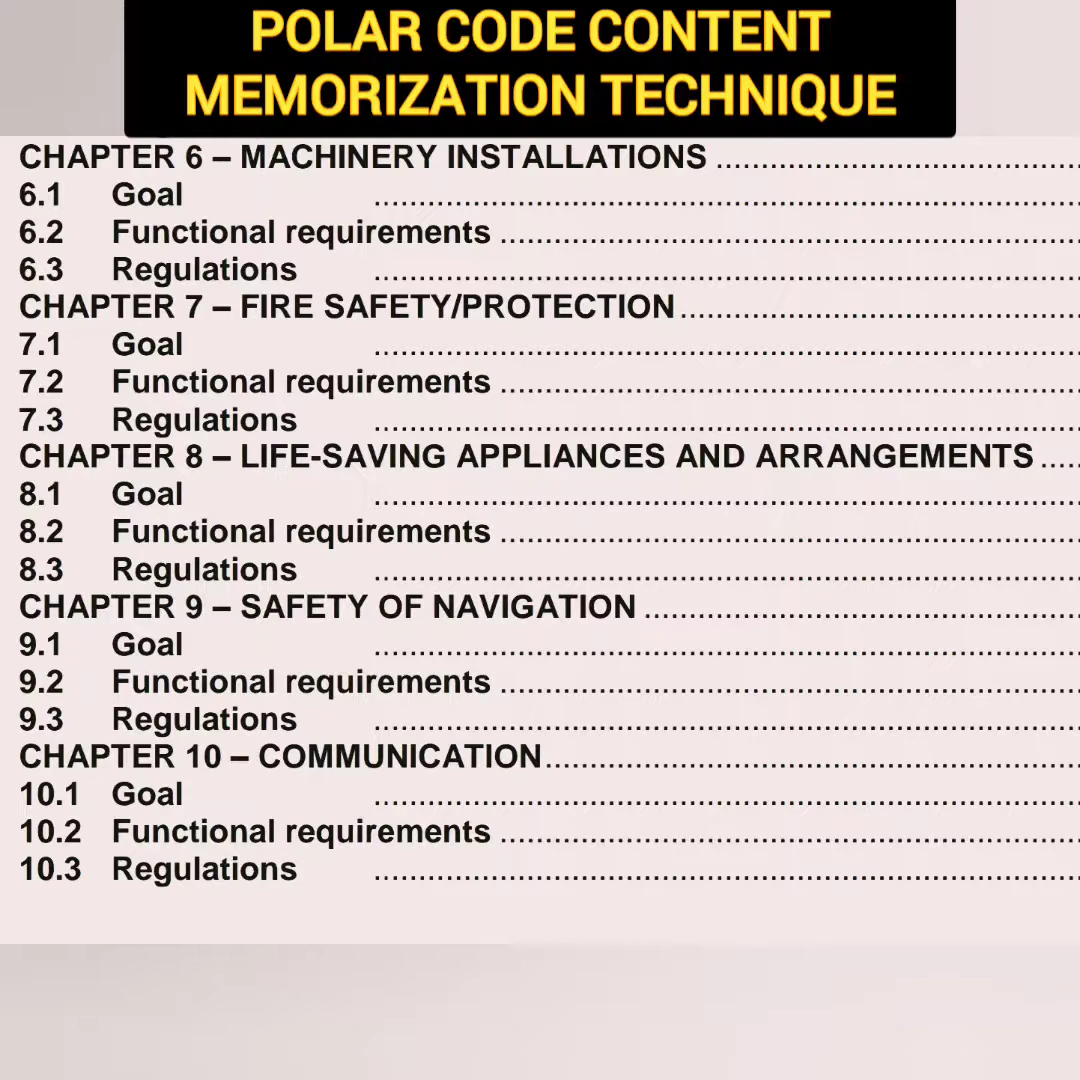 POLAR CODE CONTENT
MEMORIZATION TECHNIQUE
CHAPTER 6 – MACHINERY INSTALLATIONS ................................................
6.1 Goal ................................................................................
6.2 Functional requirements ................................................................
6.3 Regulations ................................................................................
CHAPTER 7 – FIRE SAFETY/PROTECTION ................................................
7.1 Goal ................................................................................
7.2 Functional requirements ................................................................
7.3 Regulations ................................................................................
CHAPTER 8 – LIFE-SAVING APPLIANCES AND ARRANGEMENTS .....
8.1 Goal ................................................................................
8.2 Functional requirements ................................................................
8.3 Regulations ................................................................................
CHAPTER 9 – SAFETY OF NAVIGATION ................................................
9.1 Goal ................................................................................
9.2 Functional requirements ................................................................
9.3 Regulations ................................................................................
CHAPTER 10 – COMMUNICATION ................................................................
10.1 Goal ................................................................................
10.2 Functional requirements ................................................................
10.3 Regulations ................................................................................